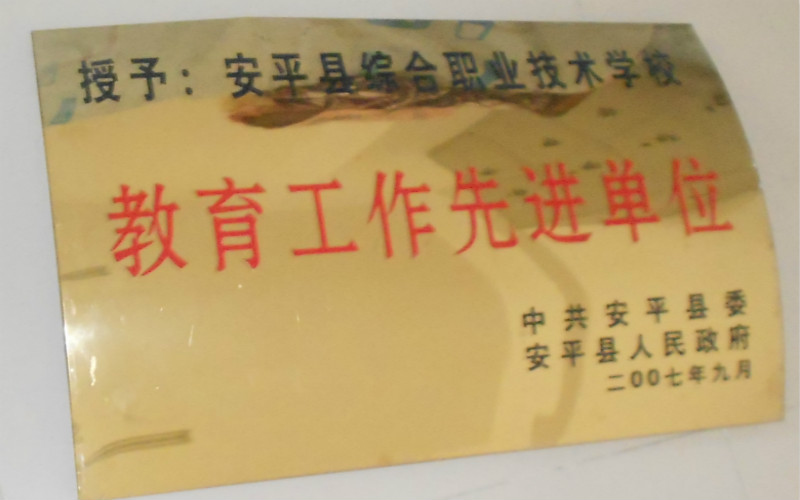 授予：安平县综合职业技术学校
教育工作先进单位
中共安平县委
安平县人民政府
二00七年九月